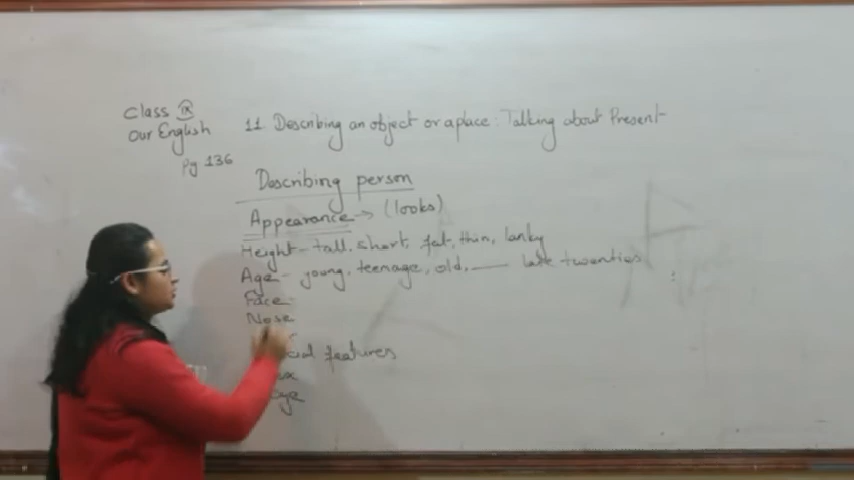 Class IX
Our English
Pg 136
11 Describing an object or a place: Talking about Present
Describing person
Appearance → (looks)
Height - tall, short, fat, thin, lanky
Age - young, teenage, old, —— late twenties
Face -
Nose
features